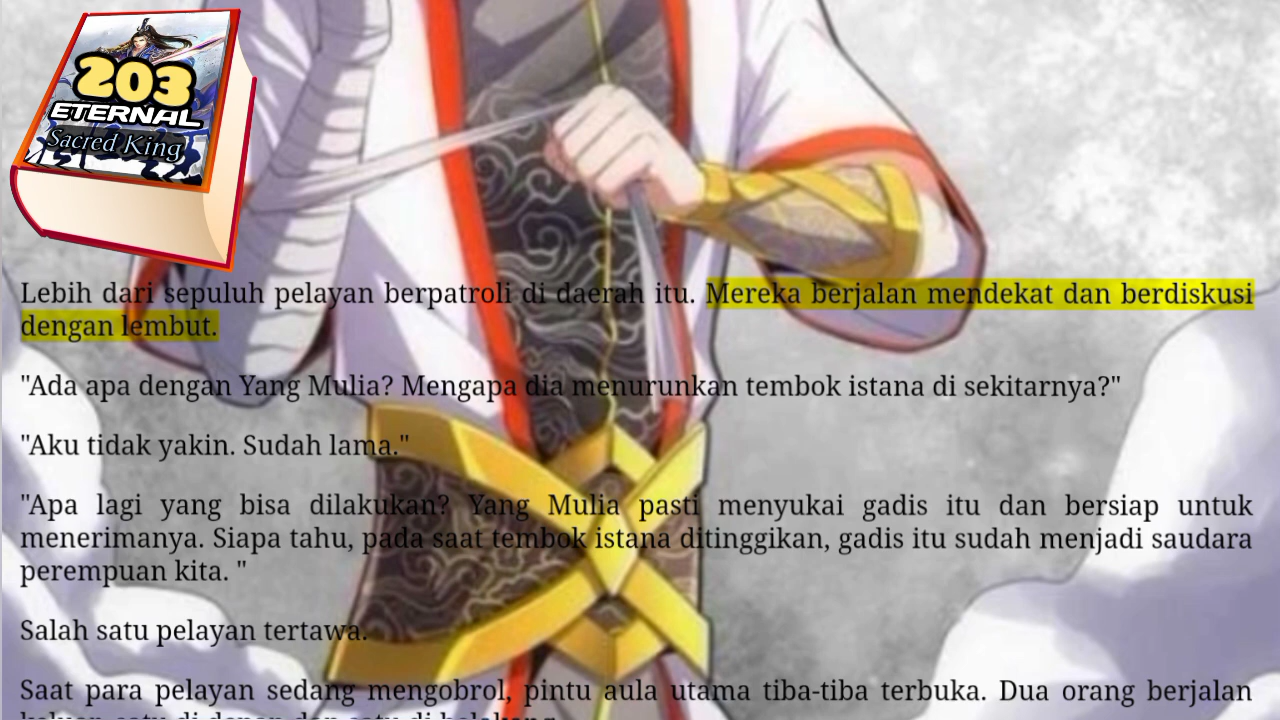 203
ETERNAL
Sacred King
Lebih dari sepuluh pelayan berpatroli di daerah itu. Mereka berjalan mendekat dan berdiskusi
dengan lembut.
"Ada apa dengan Yang Mulia? Mengapa dia menurunkan tembok istana di sekitarnya?"
"Aku tidak yakin. Sudah lama."
"Apa lagi yang bisa dilakukan? Yang Mulia pasti menyukai gadis itu dan bersiap untuk
menerimanya. Siapa tahu, pada saat tembok istana ditinggikan, gadis itu sudah menjadi saudara
perempuan kita. "
Salah satu pelayan tertawa.
Saat para pelayan sedang mengobrol, pintu aula utama tiba-tiba terbuka. Dua orang berjalan